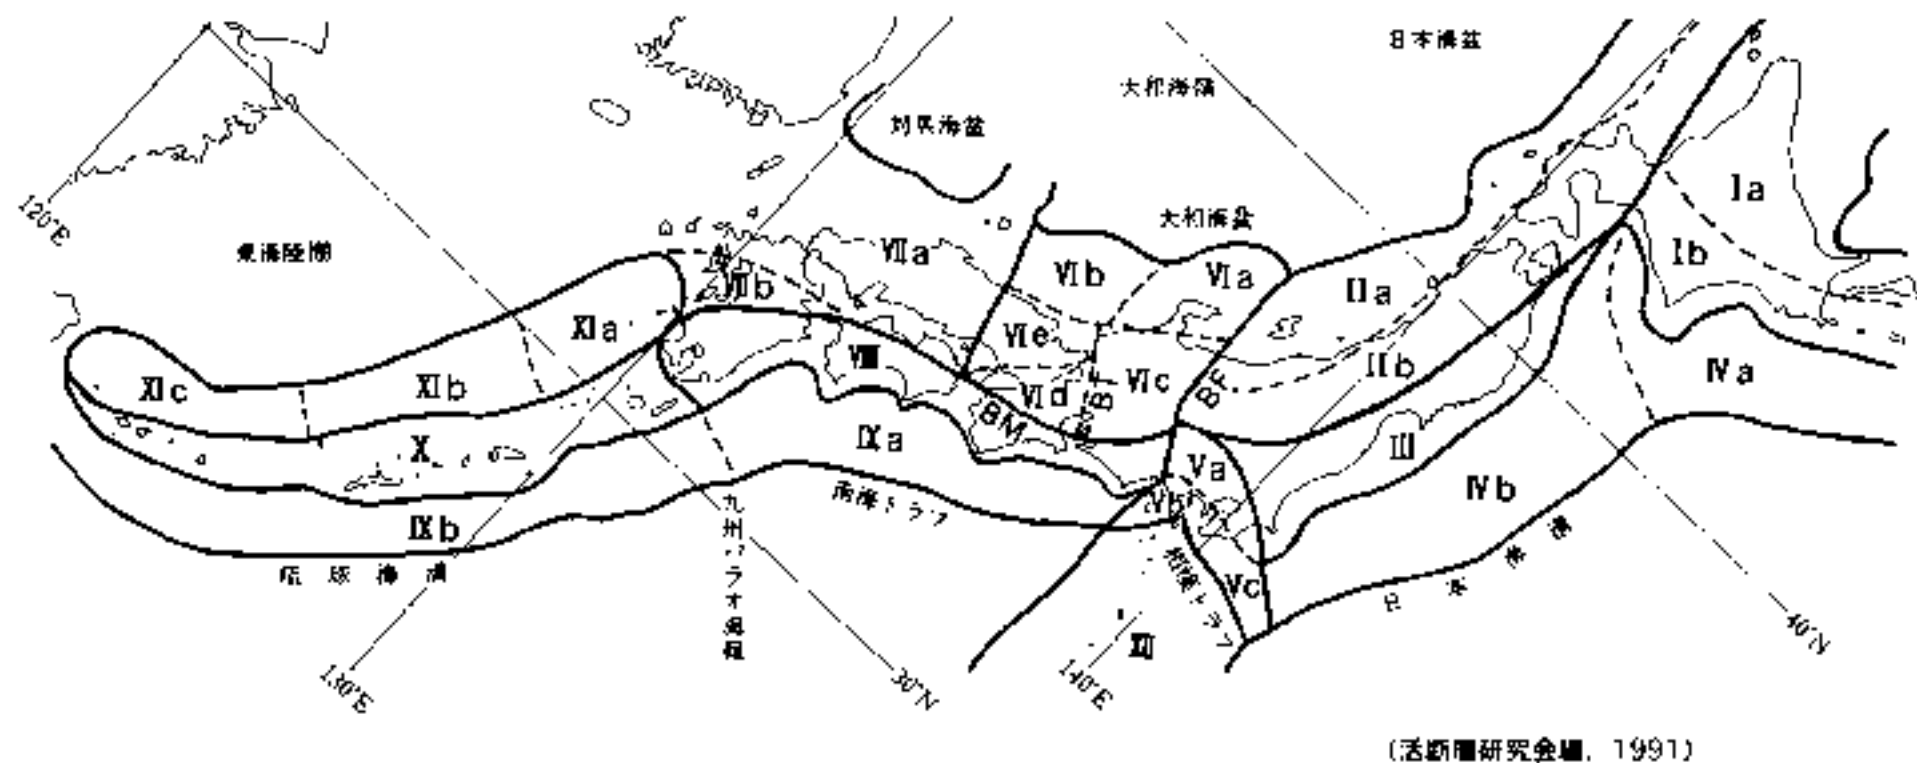 日本海盆
大和海嶺
対馬海盆
大和海盆
東海陸棚
120°E
Ia
Ib
VIIa
VIb
VIa
IIa
VIIb
XIa
VIe
VIII
IIb
IVa
XIc
XIb
VId
VIc
BF
BM
X
IXa
III
Va
Vb
IVb
IXb
南海トラフ
九州パラオ海嶺
琉球海溝
相模トラフ
Vc
日本海溝
XII
130°E
30°N
140°E
40°N
(活断層研究会編, 1991)